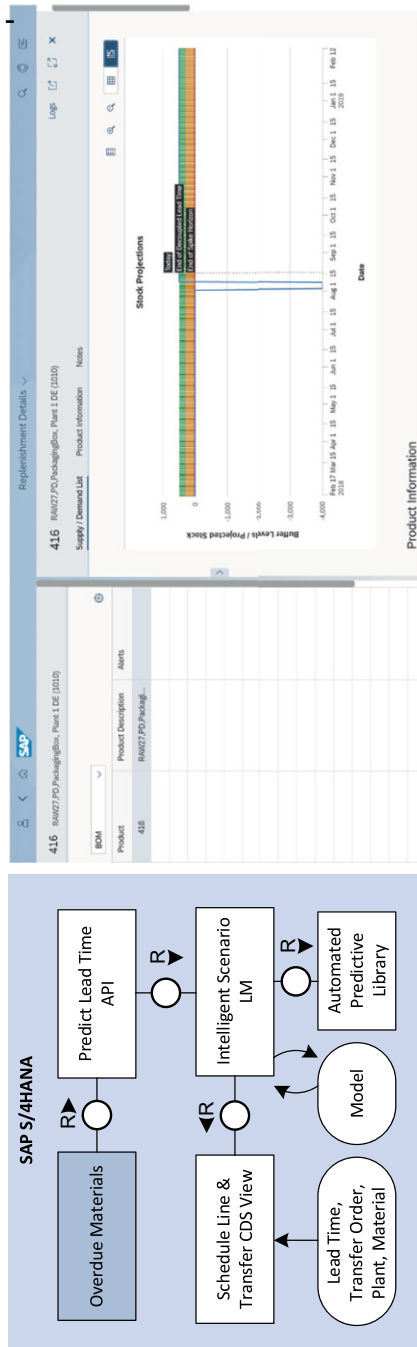 SAP S/4HANA
Overdue Materials
R
Predict Lead Time
API
R
Schedule Line &
Transfer CDS View
R
Intelligent Scenario
LM
R
Lead Time,
Transfer Order,
Plant, Material
Model
Automated
Predictive
Library
SAP
Replenishment Details
416 RAW27,PD,PackagingBox, Plant 1 DE (1010)
BOM
Product
Product Description
Alerts
416
RAW27,PD,Packagi...
416 RAW27,PD,PackagingBox, Plant 1 DE (1010)
Logs
Supply / Demand List
Product Information
Notes
Stock Projections
Today
End of Decoupled Lead Time
End of Spike Horizon
Buffer Levels / Projected Stock
1,000
0
-1,000
-2,000
-3,000
-4,000
Feb 17 Mar 15 Apr 1 15 May 1 15 Jun 1 15 Jul 1 15 Aug 1 15 Sep 1 15 Oct 1 15 Nov 1 15 Dec 1 15 Jan 1 15 Feb 12
2018 2019
Date
Product Information